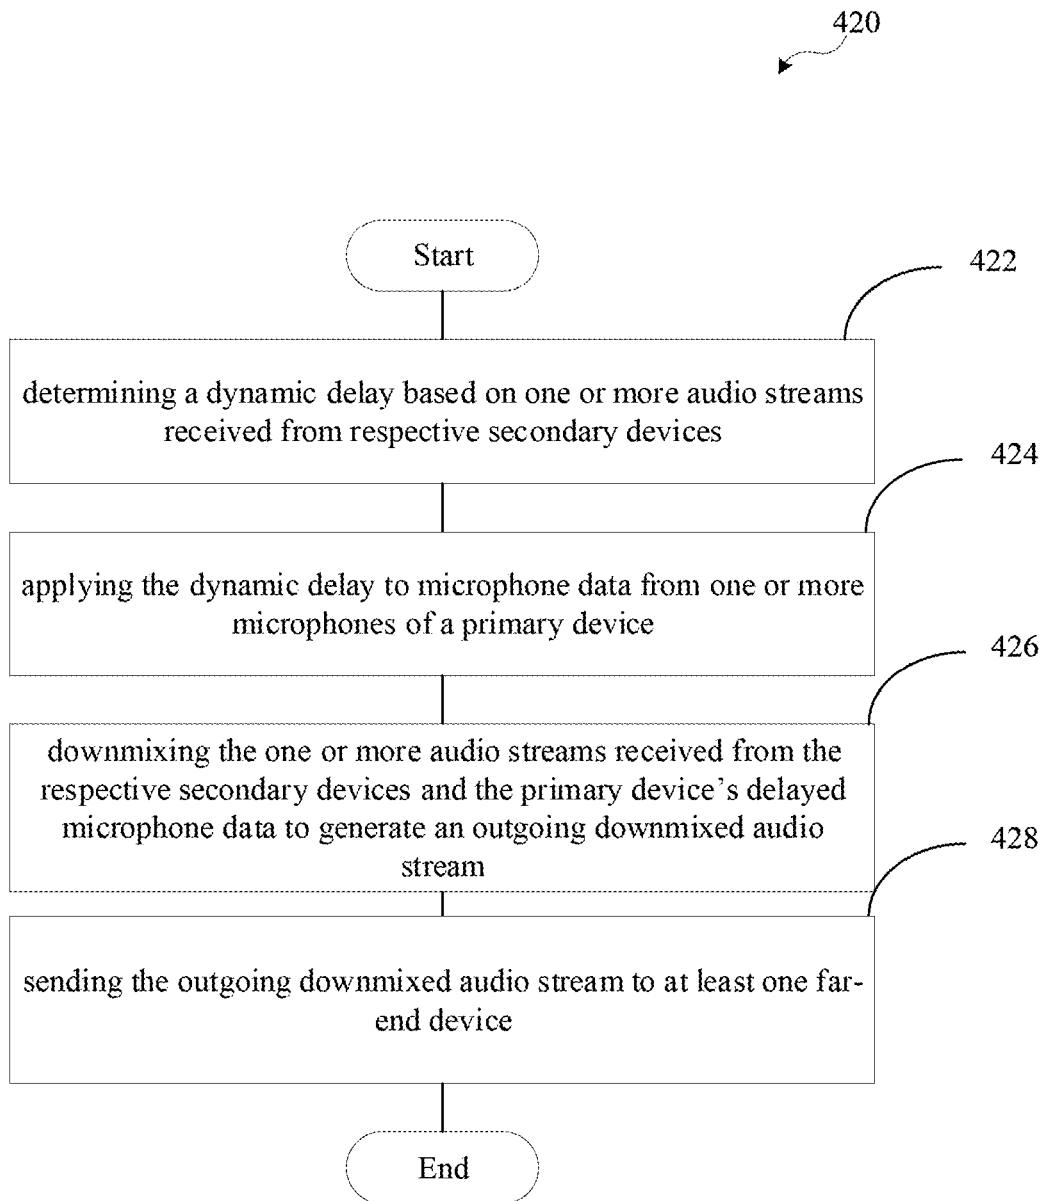 420
Start
422
determining a dynamic delay based on one or more audio streams
received from respective secondary devices
424
applying the dynamic delay to microphone data from one or more
microphones of a primary device
426
downmixing the one or more audio streams received from the
respective secondary devices and the primary device’s delayed
microphone data to generate an outgoing downmixed audio
stream
428
sending the outgoing downmixed audio stream to at least one far-
end device
End